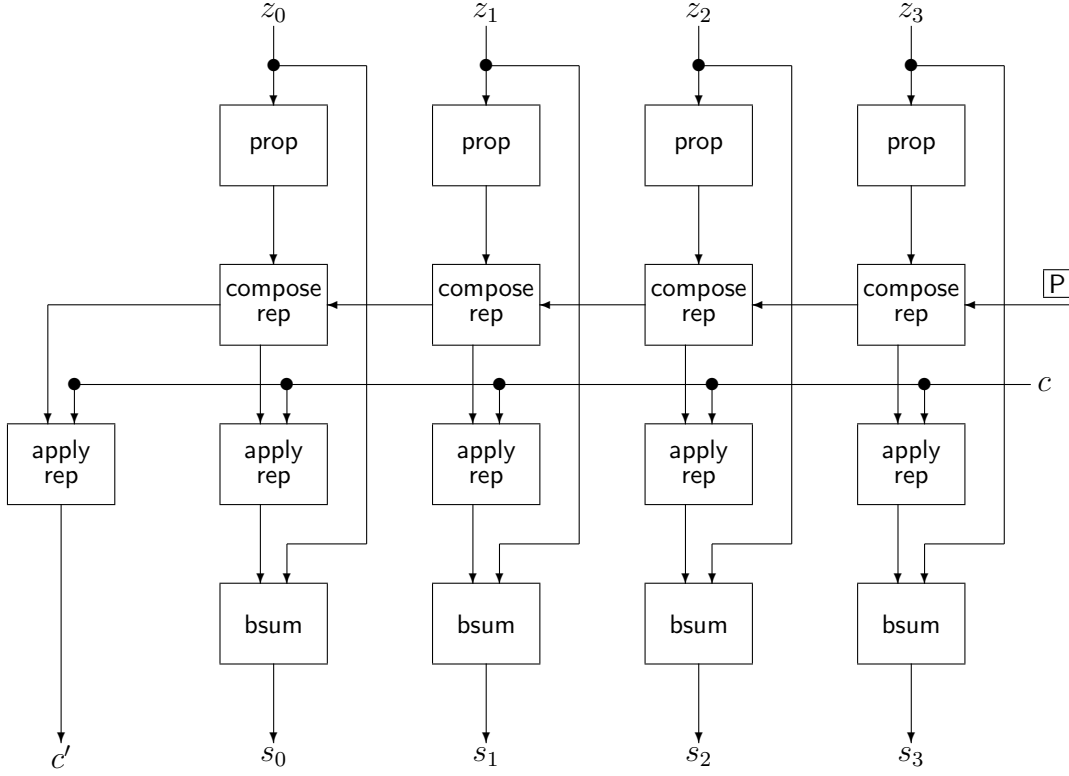 z₀ z₁ z₂ z₃
prop prop prop prop
compose compose compose compose P
rep rep rep rep
c
apply apply apply apply apply
rep rep rep rep rep
bsum bsum bsum bsum
c′ s₀ s₁ s₂ s₃